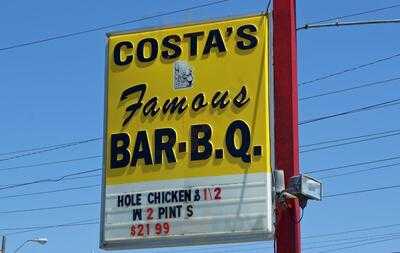 COSTA'S
Famous
BAR-B.Q.
HOLE CHICKEN & 1\2
W 2 PINT S
$21.99